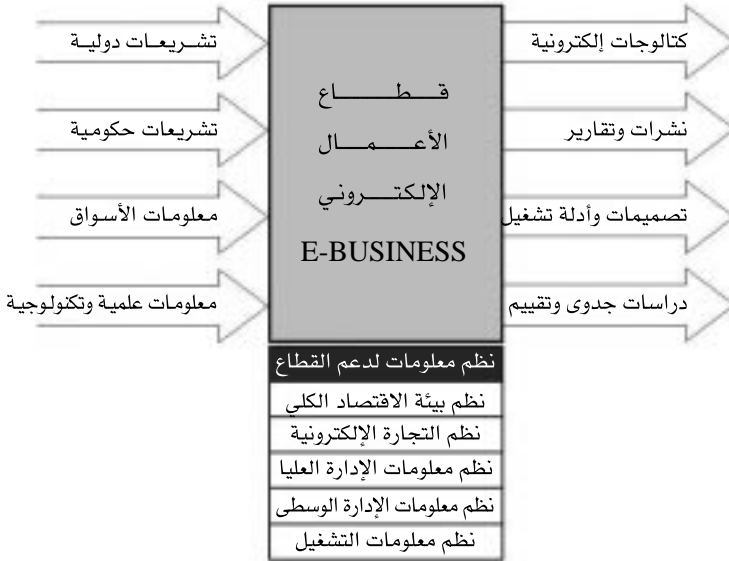 تشريعات دولية
تشريعات حكومية
معلومات الأسواق
معلومات علمية وتكنولوجية
قطاع
الأعمال
الإلكتروني
E-BUSINESS
كتالوجات إلكترونية
نشرات وتقارير
تصميمات وأدلة تشغيل
دراسات جدوى وتقييم
نظم معلومات لدعم القطاع
نظم بيئة الاقتصاد الكلي
نظم التجارة الإلكترونية
نظم معلومات الإدارة العليا
نظم معلومات الإدارة الوسطى
نظم معلومات التشغيل